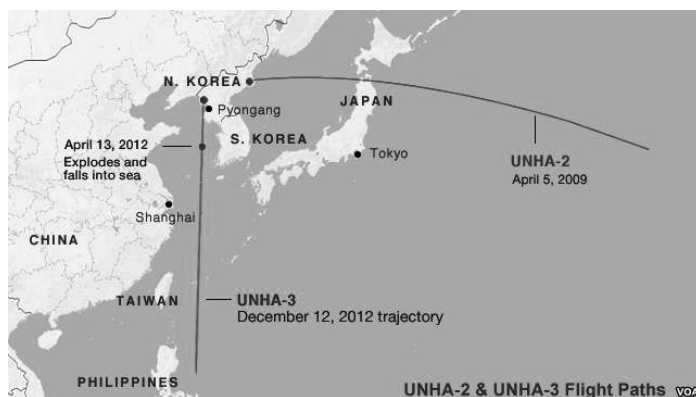 N. KOREA
Pyongang
JAPAN
April 13, 2012
Explodes and
falls into sea
S. KOREA
Tokyo
UNHA-2
April 5, 2009
Shanghai
CHINA
TAIWAN
UNHA-3
December 12, 2012 trajectory
PHILIPPINES
UNHA-2 & UNHA-3 Flight Paths
VOA